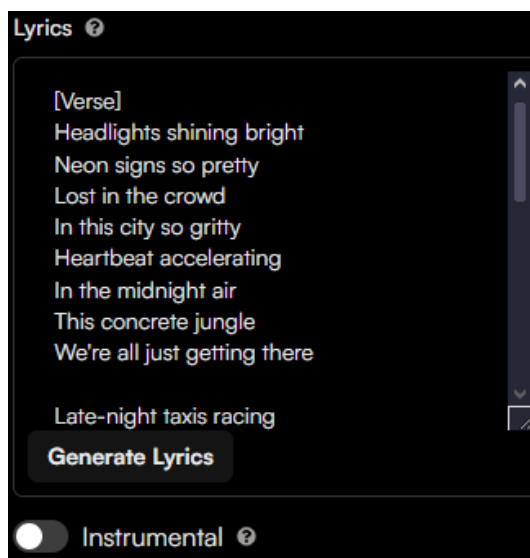 Lyrics ?
[Verse]
Headlights shining bright
Neon signs so pretty
Lost in the crowd
In this city so gritty
Heartbeat accelerating
In the midnight air
This concrete jungle
We're all just getting there
Late-night taxis racing
Generate Lyrics
Instrumental ?